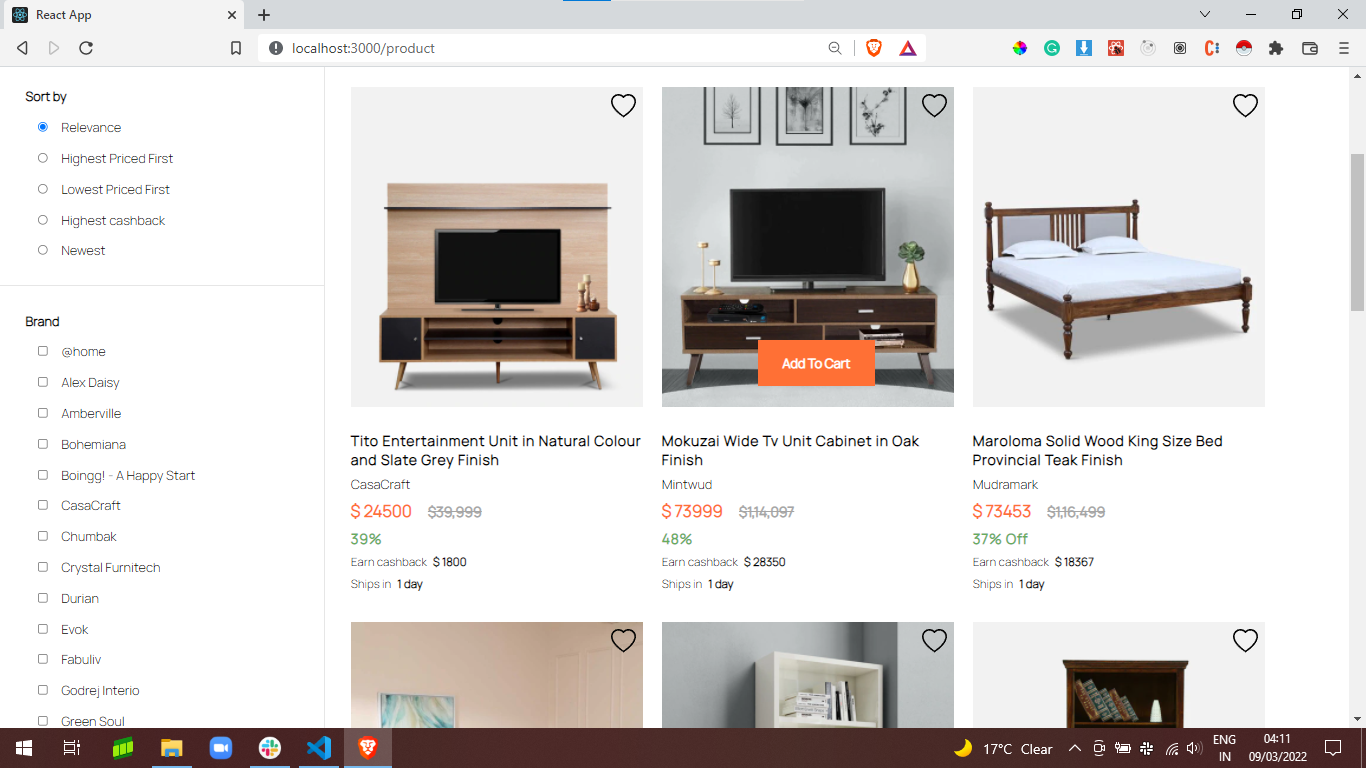 React App
localhost:3000/product
Sort by
Relevance
Highest Priced First
Lowest Priced First
Highest cashback
Newest
Brand
@home
Alex Daisy
Amberville
Bohemiana
Boingg! - A Happy Start
CasaCraft
Chumbak
Crystal Furnitech
Durian
Evok
Fabuliv
Godrej Interio
Green Soul
Tito Entertainment Unit in Natural Colour
and Slate Grey Finish
CasaCraft
$ 24500 $39,999
39%
Earn cashback $ 1800
Ships in 1 day
Add To Cart
Mokuzai Wide Tv Unit Cabinet in Oak
Finish
Mintwud
$ 73999 $1,14,097
48%
Earn cashback $ 28350
Ships in 1 day
Maroloma Solid Wood King Size Bed
Provincial Teak Finish
Mudramark
$ 73453 $1,16,499
37% Off
Earn cashback $ 18367
Ships in 1 day
17°C Clear
ENG
IN
04:11
09/03/2022